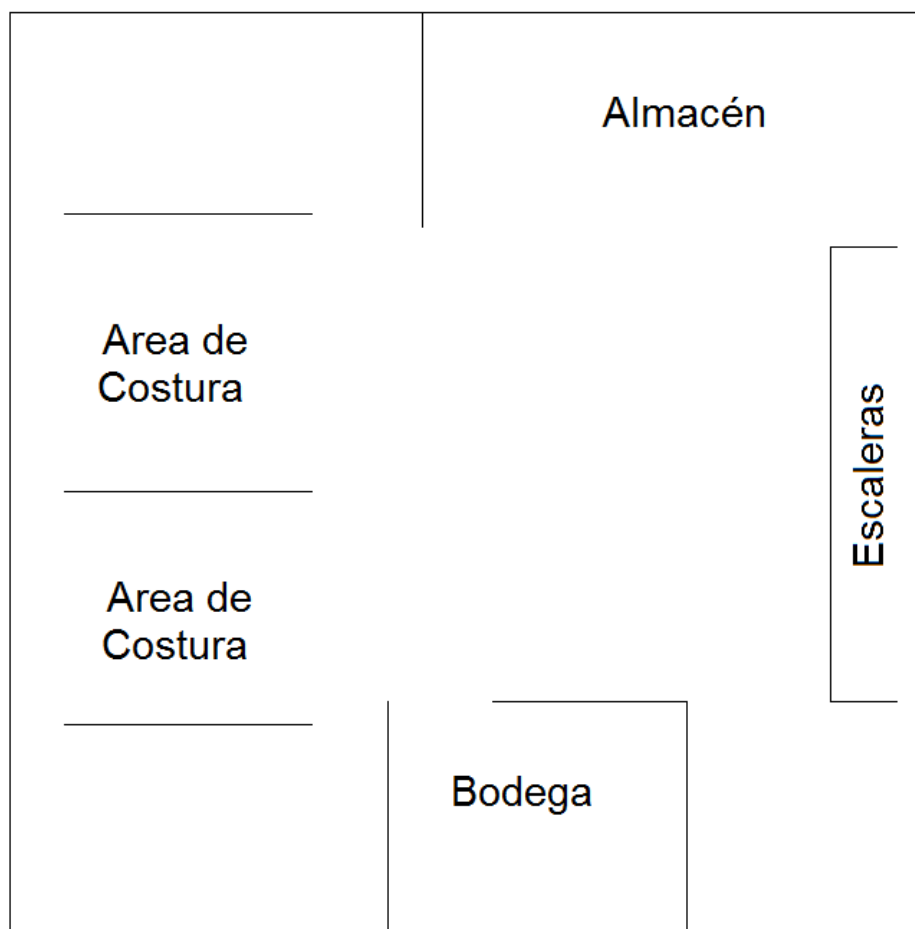 Almacén
Area de
Costura
Escaleras
Area de
Costura
Bodega